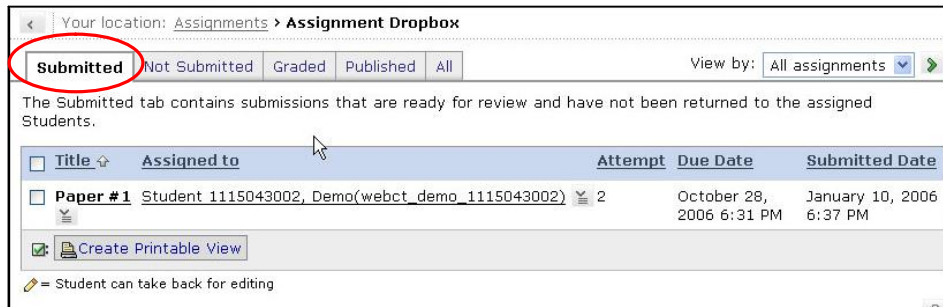 Your location: Assignments > Assignment Dropbox
Submitted Not Submitted Graded Published All View by: All assignments
The Submitted tab contains submissions that are ready for review and have not been returned to the assigned
Students.
Title Assigned to Attempt Due Date Submitted Date
Paper #1 Student 1115043002, Demo(webct_demo_1115043002) 2 October 28, January 10, 2006
2006 6:31 PM 6:37 PM
Create Printable View
= Student can take back for editing